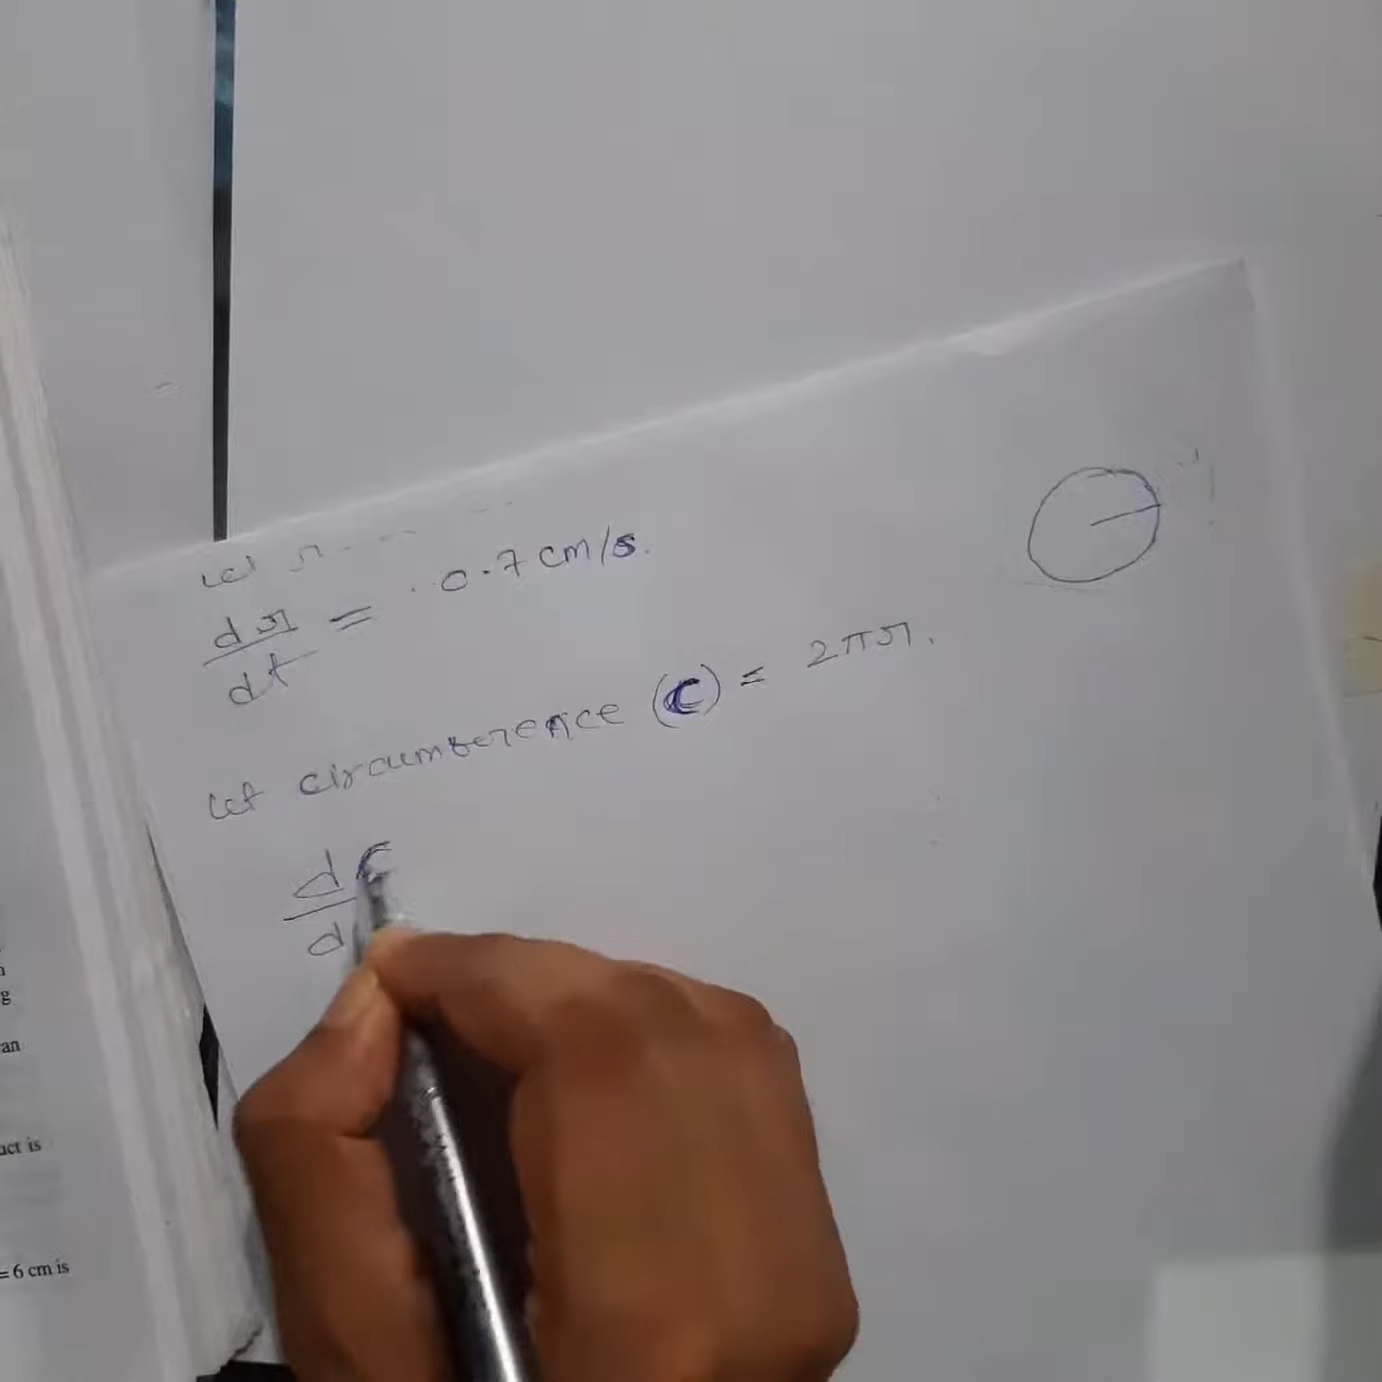 Let r
dr/dt = 0.7 cm/s.
Let circumference (C) = 2πr.
dC
d
g
an
uct is
= 6 cm is